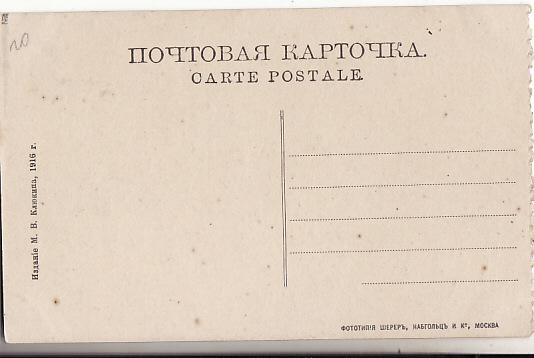 ПОЧТОВАЯ КАРТОЧКА.
CARTE POSTALE.
Изданіе М. В. Клюкина, 1916 г.
ФОТОТИПІЯ ШЕРЕРЪ, НАБГОЛЬЦЪ И Кº, МОСКВА